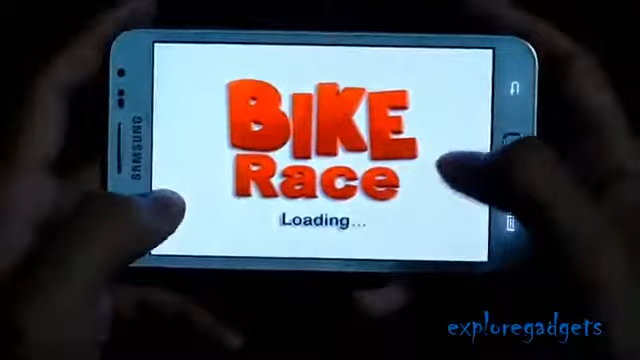 BIKE
Race
Loading...
SAMSUNG
exploregadgets